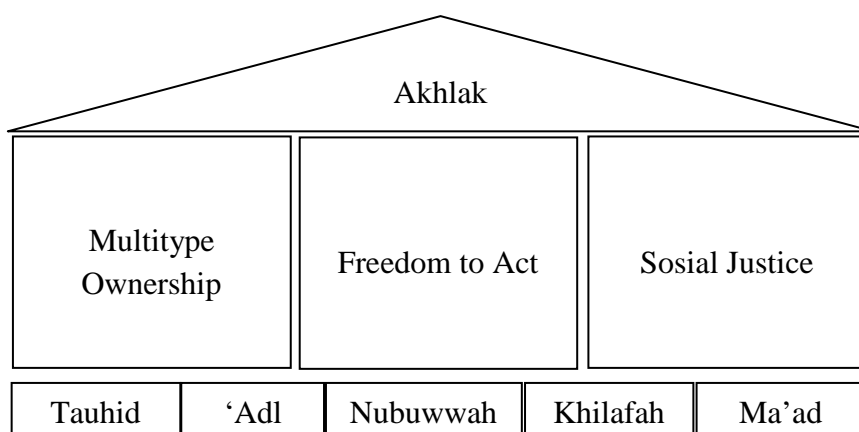 Akhlak
Multitype
Ownership
Freedom to Act
Sosial Justice
Tauhid
‘Adl
Nubuwwah
Khilafah
Ma’ad